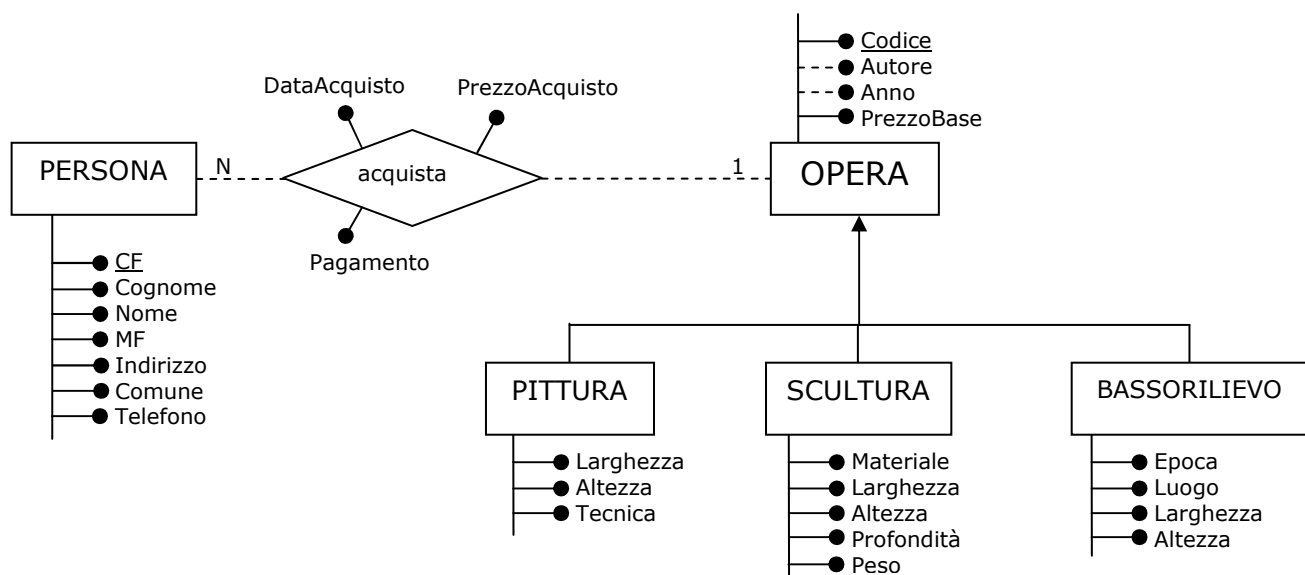 Codice
Autore
Anno
PrezzoBase
DataAcquisto
PrezzoAcquisto
PERSONA
N
acquista
1
OPERA
Pagamento
CF
Cognome
Nome
MF
Indirizzo
Comune
Telefono
PITTURA
SCULTURA
BASSORILIEVO
Larghezza
Altezza
Tecnica
Materiale
Larghezza
Altezza
Profondità
Peso
Epoca
Luogo
Larghezza
Altezza